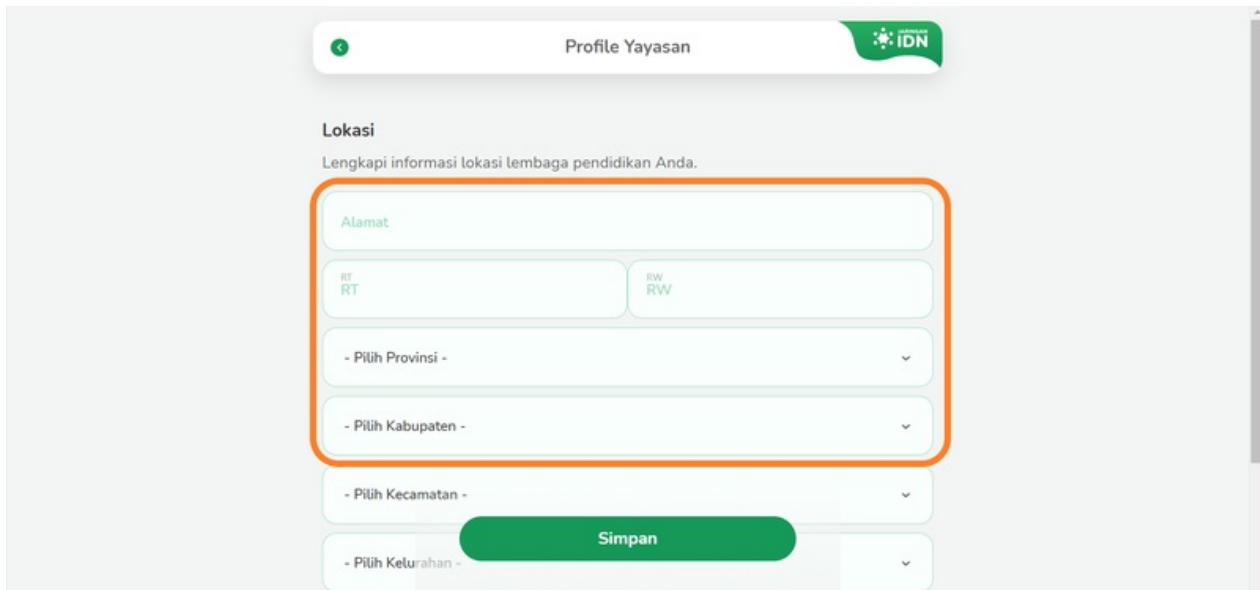 Profile Yayasan
JARINGAN
IDN
Lokasi
Lengkapi informasi lokasi lembaga pendidikan Anda.
Alamat
RT
RT
RW
RW
- Pilih Provinsi -
- Pilih Kabupaten -
- Pilih Kecamatan -
Simpan
- Pilih Kelurahan -